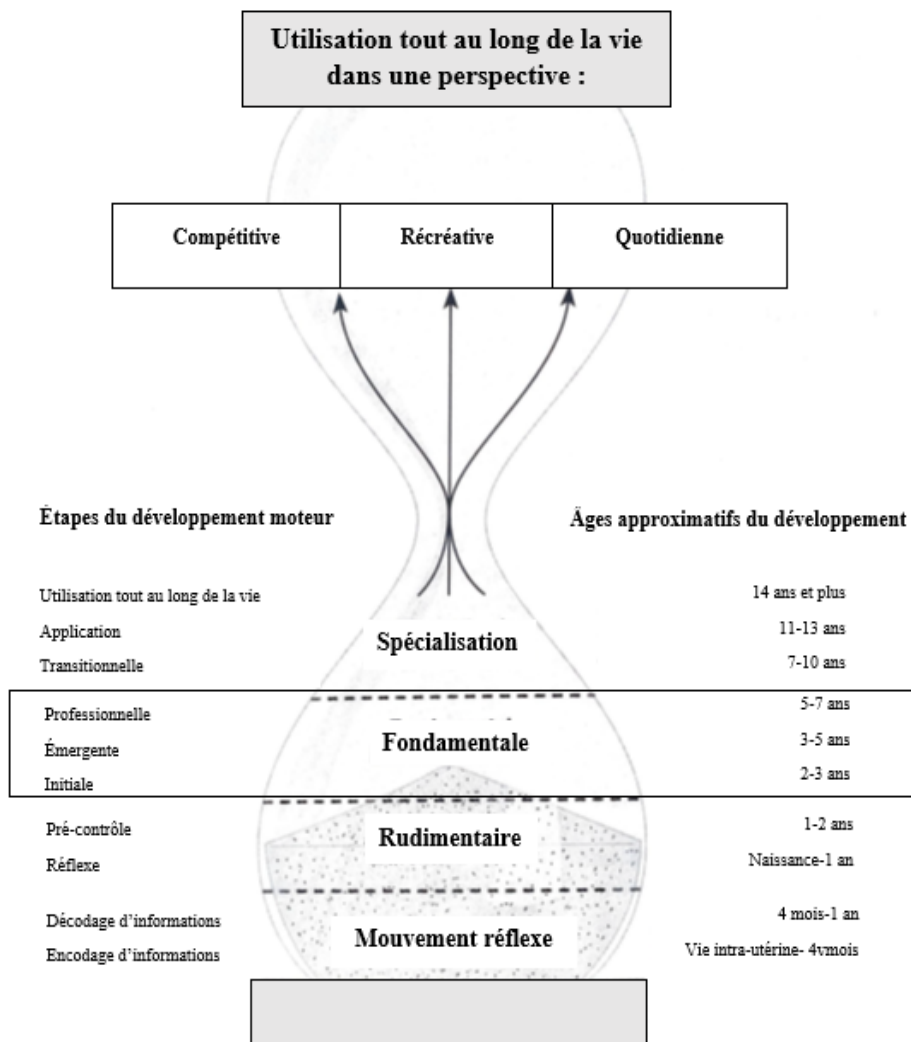 Utilisation tout au long de la vie
dans une perspective :
Compétitive
Récréative
Quotidienne
Étapes du développement moteur
Äges approximatifs du développement
Utilisation tout au long de la vie
14 ans et plus
Application
Spécialisation
11-13 ans
Transitionnelle
7-10 ans
Professionnelle
5-7 ans
Émergente
Fondamentale
3-5 ans
Initiale
2-3 ans
Pré-contrôle
Rudimentaire
1-2 ans
Réflexe
Naissance-1 an
Décodage d’informations
4 mois-1 an
Mouvement réflexe
Encodage d’informations
Vie intra-utérine- 4vmois